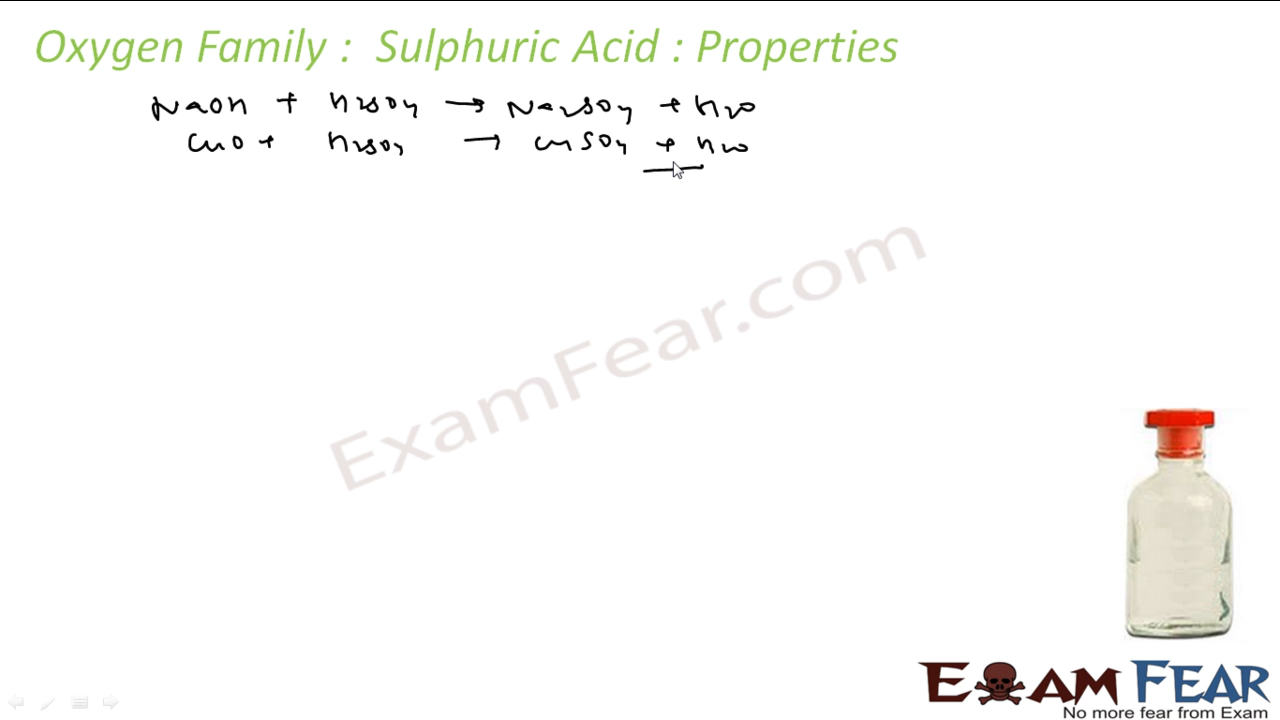 Oxygen Family : Sulphuric Acid : Properties
NaOH + H2SO4 → Na2SO4 + H2O
CuO + H2SO4 → CuSO4 + H2O
ExamFear.com
EXAM FEAR
No more fear from Exam